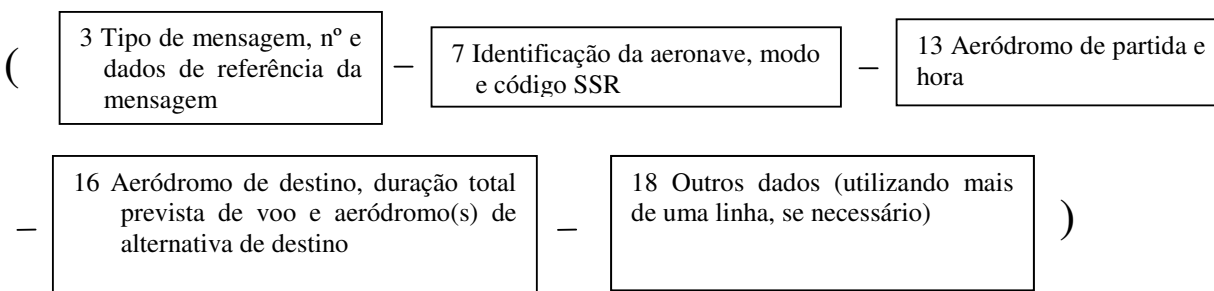 ( 3 Tipo de mensagem, nº e dados de referência da mensagem – 7 Identificação da aeronave, modo e código SSR – 13 Aeródromo de partida e hora
– 16 Aeródromo de destino, duração total prevista de voo e aeródromo(s) de alternativa de destino – 18 Outros dados (utilizando mais de uma linha, se necessário) )